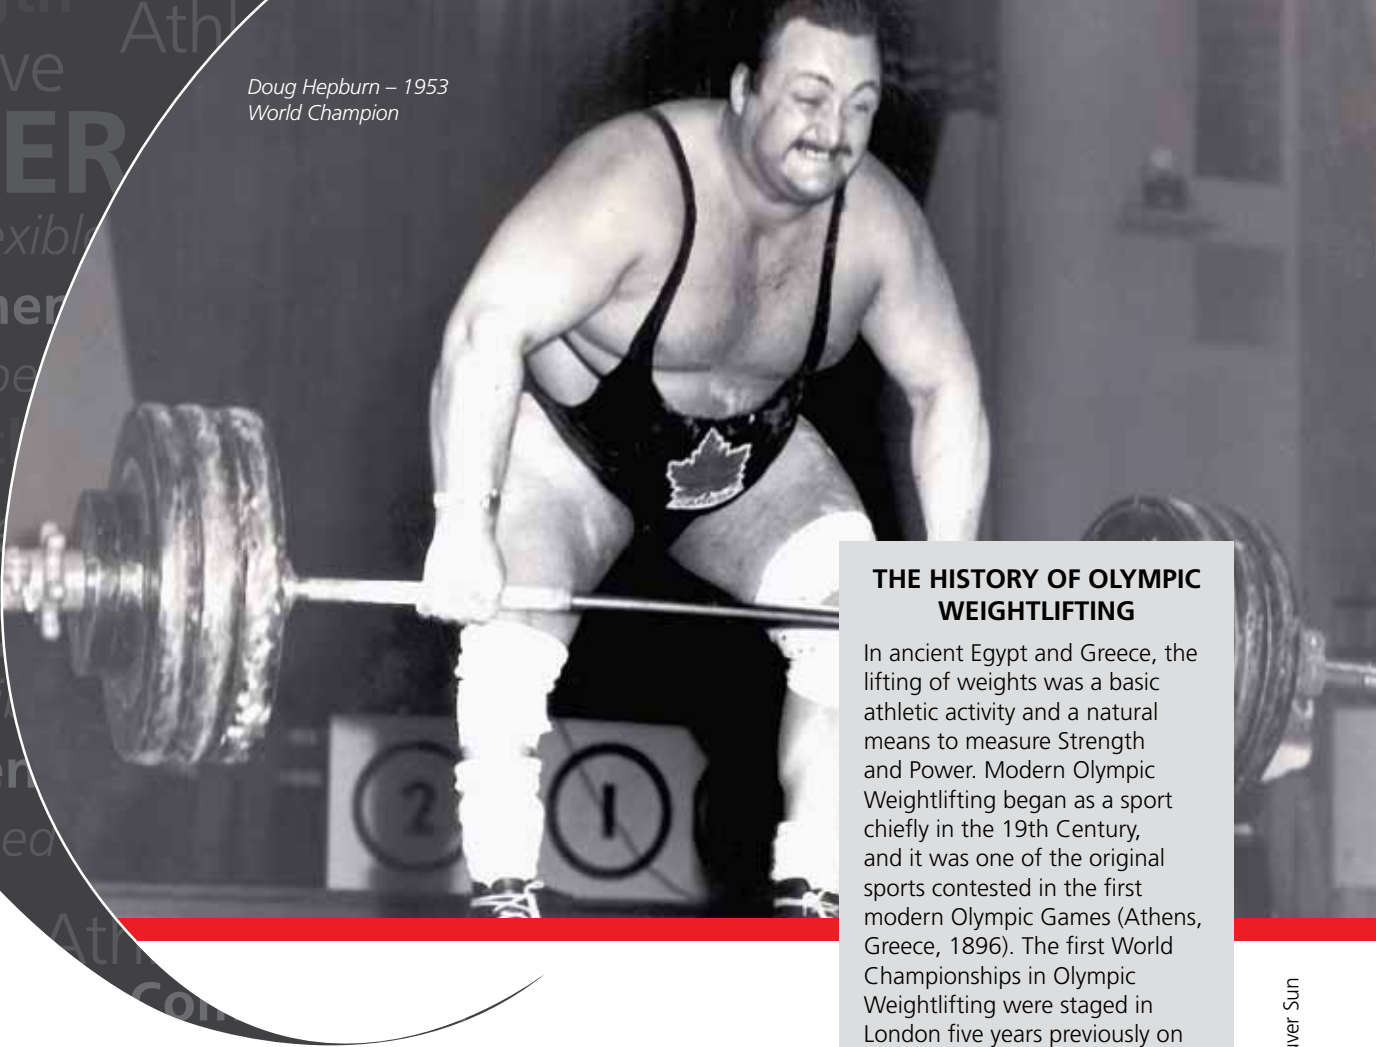 Ath
ve
ER
Doug Hepburn – 1953
World Champion
2
1
THE HISTORY OF OLYMPIC
WEIGHTLIFTING
In ancient Egypt and Greece, the
lifting of weights was a basic
athletic activity and a natural
means to measure Strength
and Power. Modern Olympic
Weightlifting began as a sport
chiefly in the 19th Century,
and it was one of the original
sports contested in the first
modern Olympic Games (Athens,
Greece, 1896). The first World
Championships in Olympic
Weightlifting were staged in
London five years previously on
ed
Ath
Sun